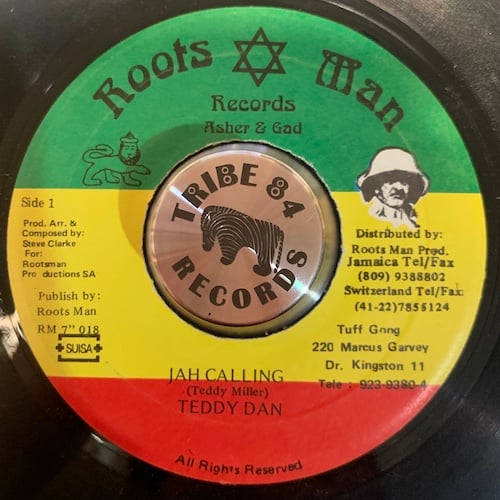 Roots Man
Records
Asher & Gad
TRIBE 84
RECORDS
Side 1
Prod. Arr. &
Composed by:
Steve Clarke
For:
Rootsman
Productions SA
Publish by:
Roots Man
RM 7" 018
SUISA
Distributed by:
Roots Man Prod.
Jamaica Tel/Fax
(809) 9388802
Switzerland Tel/Fax:
(41-22)7855124
Tuff Gong
220 Marcus Garvey
Dr. Kingston 11
Tele : 923-9380-4
JAH CALLING
(Teddy Miller)
TEDDY DAN
All Rights Reserved